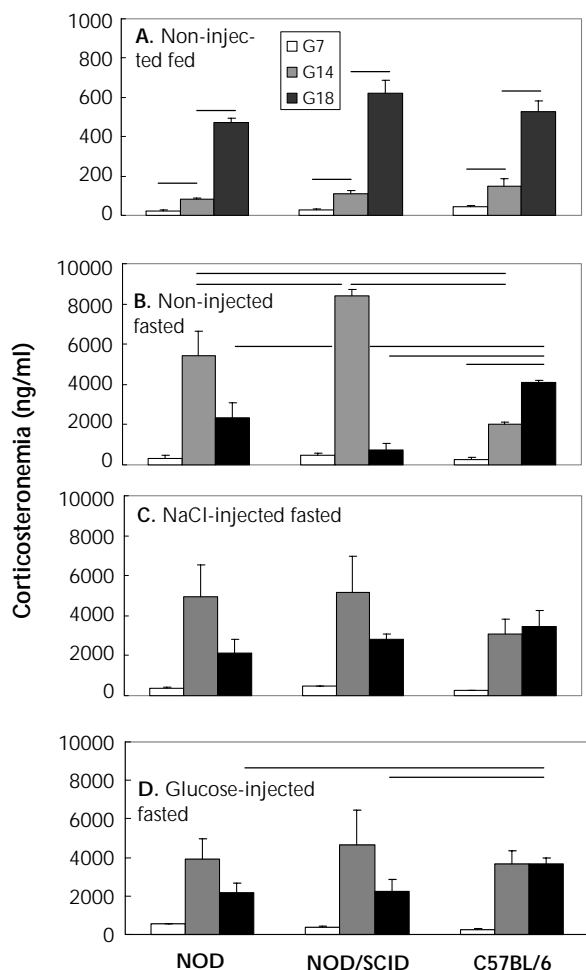 1000
A. Non-injec-
ted fed
G7
G14
G18
800
600
400
200
0
10000
B. Non-injected
fasted
8000
6000
4000
2000
0
Corticosteronemia (ng/ml)
10000
C. NaCl-injected fasted
8000
6000
4000
2000
0
10000
D. Glucose-injected
fasted
8000
6000
4000
2000
0
NOD
NOD/SCID
C57BL/6